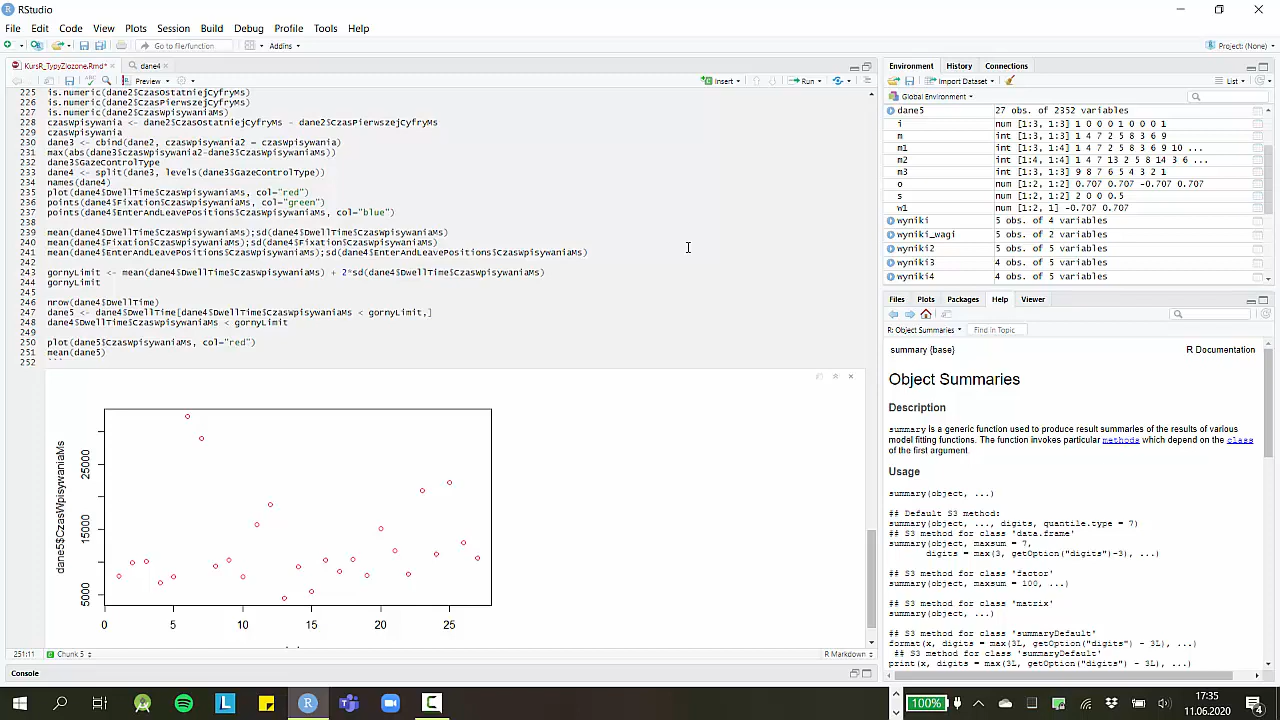 RStudio
File Edit Code View Plots Session Build Debug Profile Tools Help
Go to file/function Addins Project: (None)
KursR_TypyZlozone.Rmd* dane4
Preview Insert Run
225 is.numeric(dane2$CzasOstatniejCyfryMs)
226 is.numeric(dane2$CzasPierwszejCyfryMs)
227 is.numeric(dane2$CzasWpisywaniaMs)
228 czasWpisywania <- dane2$CzasOstatniejCyfryMs - dane2$CzasPierwszejCyfryMs
229 czasWpisywania
230 dane3 <- cbind(dane2, czasWpisywania2 = czasWpisywania)
231 max(abs(dane3$czasWpisywania2-dane3$CzasWpisywaniaMs))
232 dane3$GazeControlType
233 dane4 <- split(dane3, levels(dane3$GazeControlType))
234 names(dane4)
235 plot(dane4$DwellTime$CzasWpisywaniaMs, col="red")
236 points(dane4$Fixation$CzasWpisywaniaMs, col="green")
237 points(dane4$EnterAndLeavePositions$CzasWpisywaniaMs, col="blue")
238
239 mean(dane4$DwellTime$CzasWpisywaniaMs);sd(dane4$DwellTime$CzasWpisywaniaMs)
240 mean(dane4$Fixation$CzasWpisywaniaMs);sd(dane4$Fixation$CzasWpisywaniaMs)
241 mean(dane4$EnterAndLeavePositions$CzasWpisywaniaMs);sd(dane4$EnterAndLeavePositions$CzasWpisywaniaMs)
242
243 gornyLimit <- mean(dane4$DwellTime$CzasWpisywaniaMs) + 2*sd(dane4$DwellTime$CzasWpisywaniaMs)
244 gornyLimit
245
246 nrow(dane4$DwellTime)
247 dane5 <- dane4$DwellTime[dane4$DwellTime$CzasWpisywaniaMs < gornyLimit,]
248 dane4$DwellTime$CzasWpisywaniaMs < gornyLimit
249
250 plot(dane5$CzasWpisywaniaMs, col="red")
251 mean(dane5)
252
dane5$CzasWpisywaniaMs
25000
15000
5000
0 5 10 15 20 25
251:11 Chunk 5 R Markdown
Console
Environment History Connections
Import Dataset List
Global Environment
dane5 27 obs. of 2352 variables
i num [1:3, 1:3] 1 0 0 0 1 0 0 0 1
m int [1:3, 1:4] 1 4 7 2 5 8 3 6 9 ...
m1 int [1:3, 1:4] 1 4 7 2 5 8 3 6 9 10 ...
m2 int [1:4, 1:4] 1 4 7 13 2 5 8 14 3 6 ...
m3 num [1:3, 1:3] 9 8 7 6 5 4 3 2 1
o num [1:2, 1:2] 0.707 0.707 -0.707 0.707
s num [1:2, 1:2] 2 0 0 0.5
w1 num [1:2, 1] -0.707 0.707
wyniki 5 obs. of 4 variables
wyniki_wagi 5 obs. of 2 variables
wyniki2 5 obs. of 5 variables
wyniki3 4 obs. of 5 variables
wyniki4 4 obs. of 5 variables
Files Plots Packages Help Viewer
R: Object Summaries Find in Topic
summary {base} R Documentation
Object Summaries
Description
summary is a generic function used to produce result summaries of the results of various
model fitting functions. The function invokes particular methods which depend on the class
of the first argument.
Usage
summary(object, ...)
## Default S3 method:
summary(object, ..., digits, quantile.type = 7)
## S3 method for class 'data.frame'
summary(object, maxsum = 7,
digits = max(3, getOption("digits")-3), ...)
## S3 method for class 'factor'
summary(object, maxsum = 100, ...)
## S3 method for class 'matrix'
summary(object, ...)
## S3 method for class 'summaryDefault'
format(x, digits = max(3L, getOption("digits") - 3L), ...)
## S3 method for class 'summaryDefault'
print(x, digits = max(3L, getOption("digits") - 3L), ...)
100%
17:35
11.06.2020
4